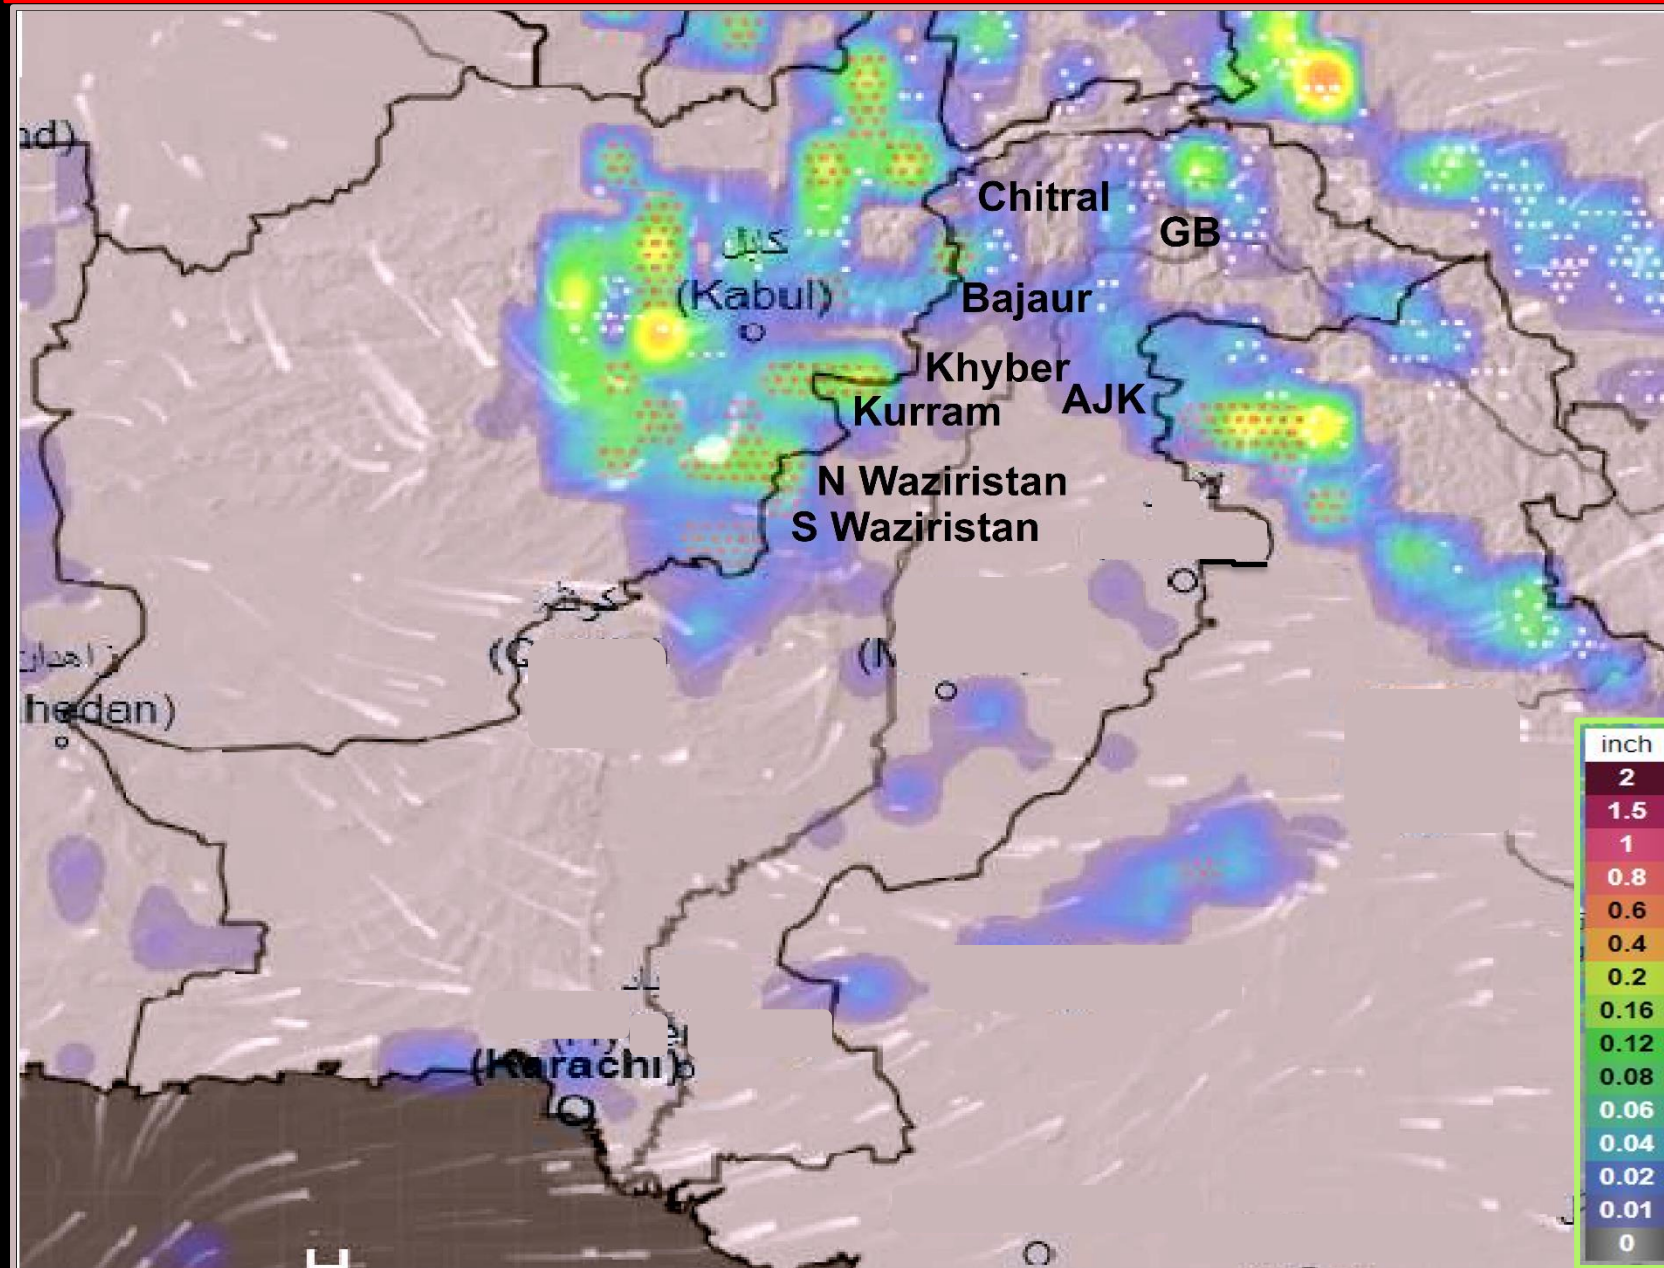 Chitral
GB
کابل
(Kabul)
Bajaur
Khyber
AJK
Kurram
N Waziristan
S Waziristan
زاهدان
hedan)
(Karachi)
H
inch
2
1.5
1
0.8
0.6
0.4
0.2
0.16
0.12
0.08
0.06
0.04
0.02
0.01
0